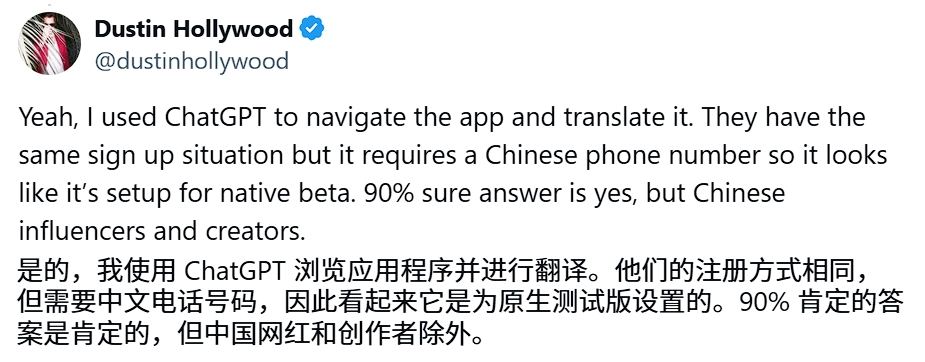 Dustin Hollywood
@dustinhollywood
Yeah, I used ChatGPT to navigate the app and translate it. They have the
same sign up situation but it requires a Chinese phone number so it looks
like it’s setup for native beta. 90% sure answer is yes, but Chinese
influencers and creators.
是的，我使用 ChatGPT 浏览应用程序并进行翻译。他们的注册方式相同，
但需要中文电话号码，因此看起来它是为原生测试版设置的。90% 肯定的答
案是肯定的，但中国网红和创作者除外。